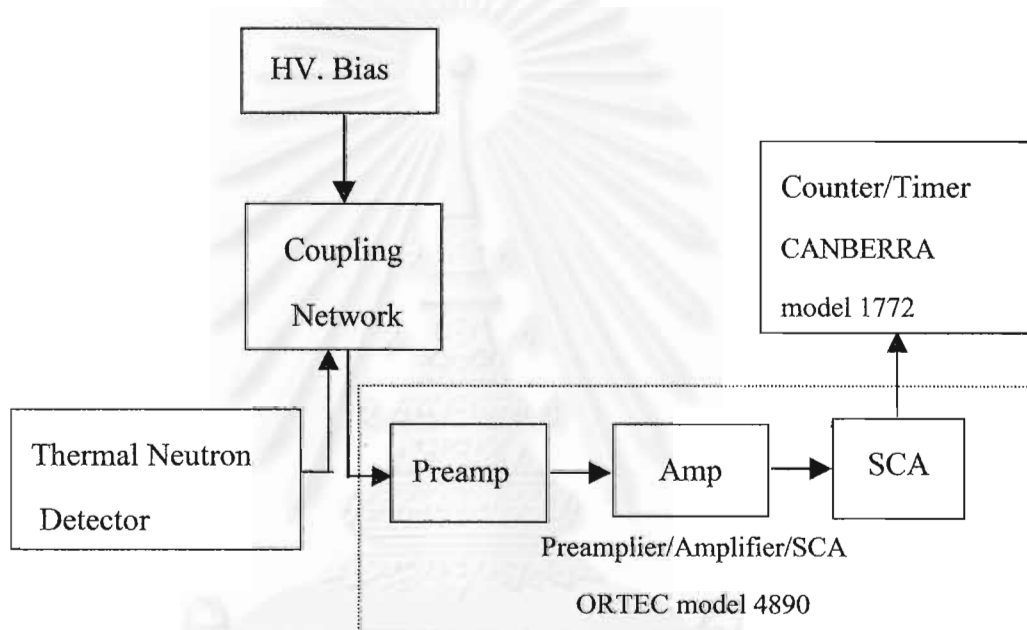 HV. Bias
Coupling
Network
Thermal Neutron
Detector
Preamp
Amp
SCA
Counter/Timer
CANBERRA
model 1772
Preamplier/Amplifier/SCA
ORTEC model 4890